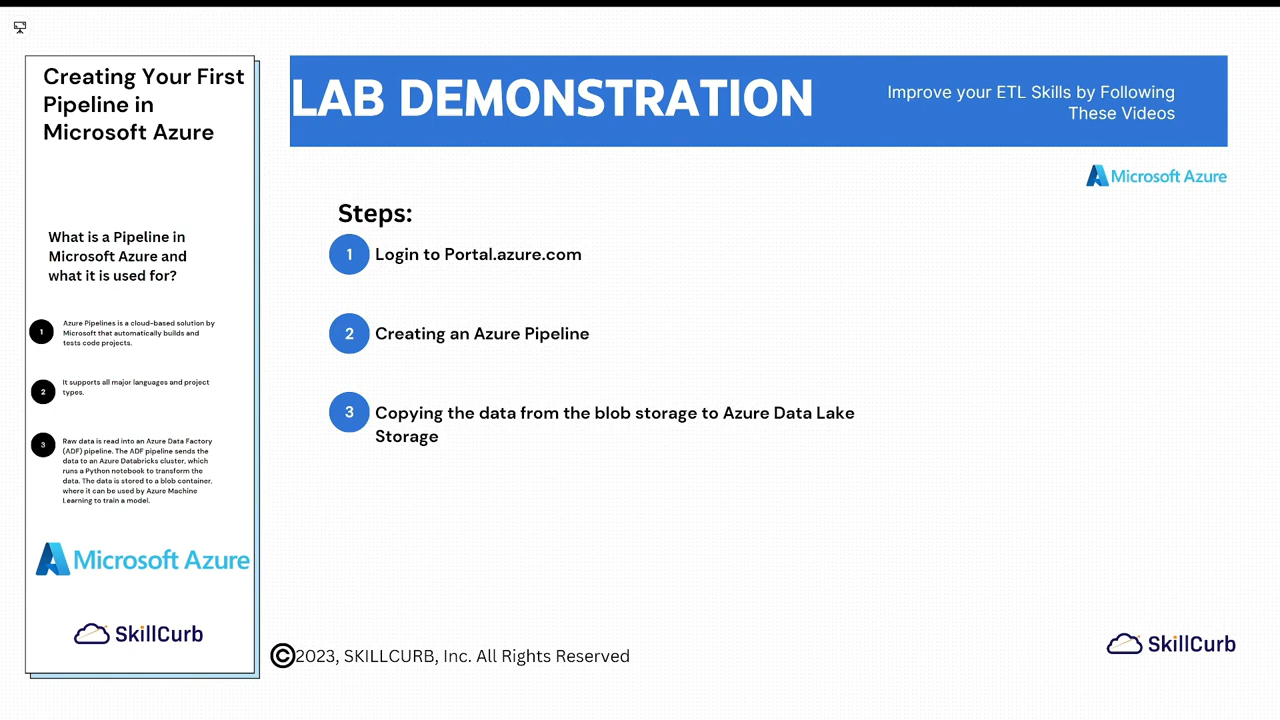 Creating Your First
Pipeline in
Microsoft Azure
What is a Pipeline in
Microsoft Azure and
what it is used for?
1
Azure Pipelines is a cloud-based solution by
Microsoft that automatically builds and
tests code projects.
2
It supports all major languages and project
types.
3
Raw data is read into an Azure Data Factory
(ADF) pipeline. The ADF pipeline sends the
data to an Azure Databricks cluster, which
runs a Python notebook to transform the
data. The data is stored to a blob container,
where it can be used by Azure Machine
Learning to train a model.
Microsoft Azure
SkillCurb
LAB DEMONSTRATION
Improve your ETL Skills by Following
These Videos
Microsoft Azure
Steps:
1 Login to Portal.azure.com
2 Creating an Azure Pipeline
3 Copying the data from the blob storage to Azure Data Lake
Storage
©2023, SKILLCURB, Inc. All Rights Reserved
SkillCurb